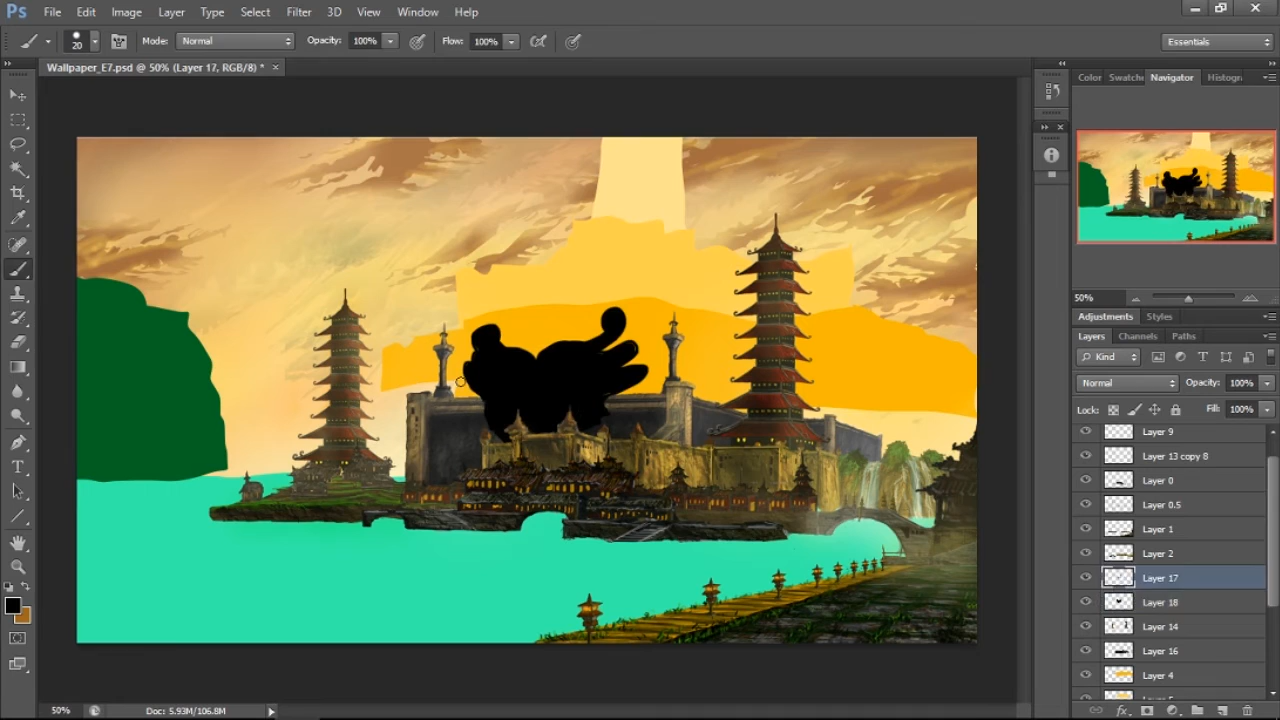 Ps File Edit Image Layer Type Select Filter 3D View Window Help
20 Mode: Normal Opacity: 100% Flow: 100% Essentials
Wallpaper_E7.psd @ 50% (Layer 17, RGB/8) * ×
Color Swatche Navigator Histogr
50%
Adjustments Styles
Layers Channels Paths
Kind
Normal Opacity: 100%
Lock: Fill: 100%
Layer 9
Layer 13 copy 8
Layer 0
Layer 0.5
Layer 1
Layer 2
Layer 17
Layer 18
Layer 14
Layer 16
Layer 4
50% Doc: 5.93M/106.8M